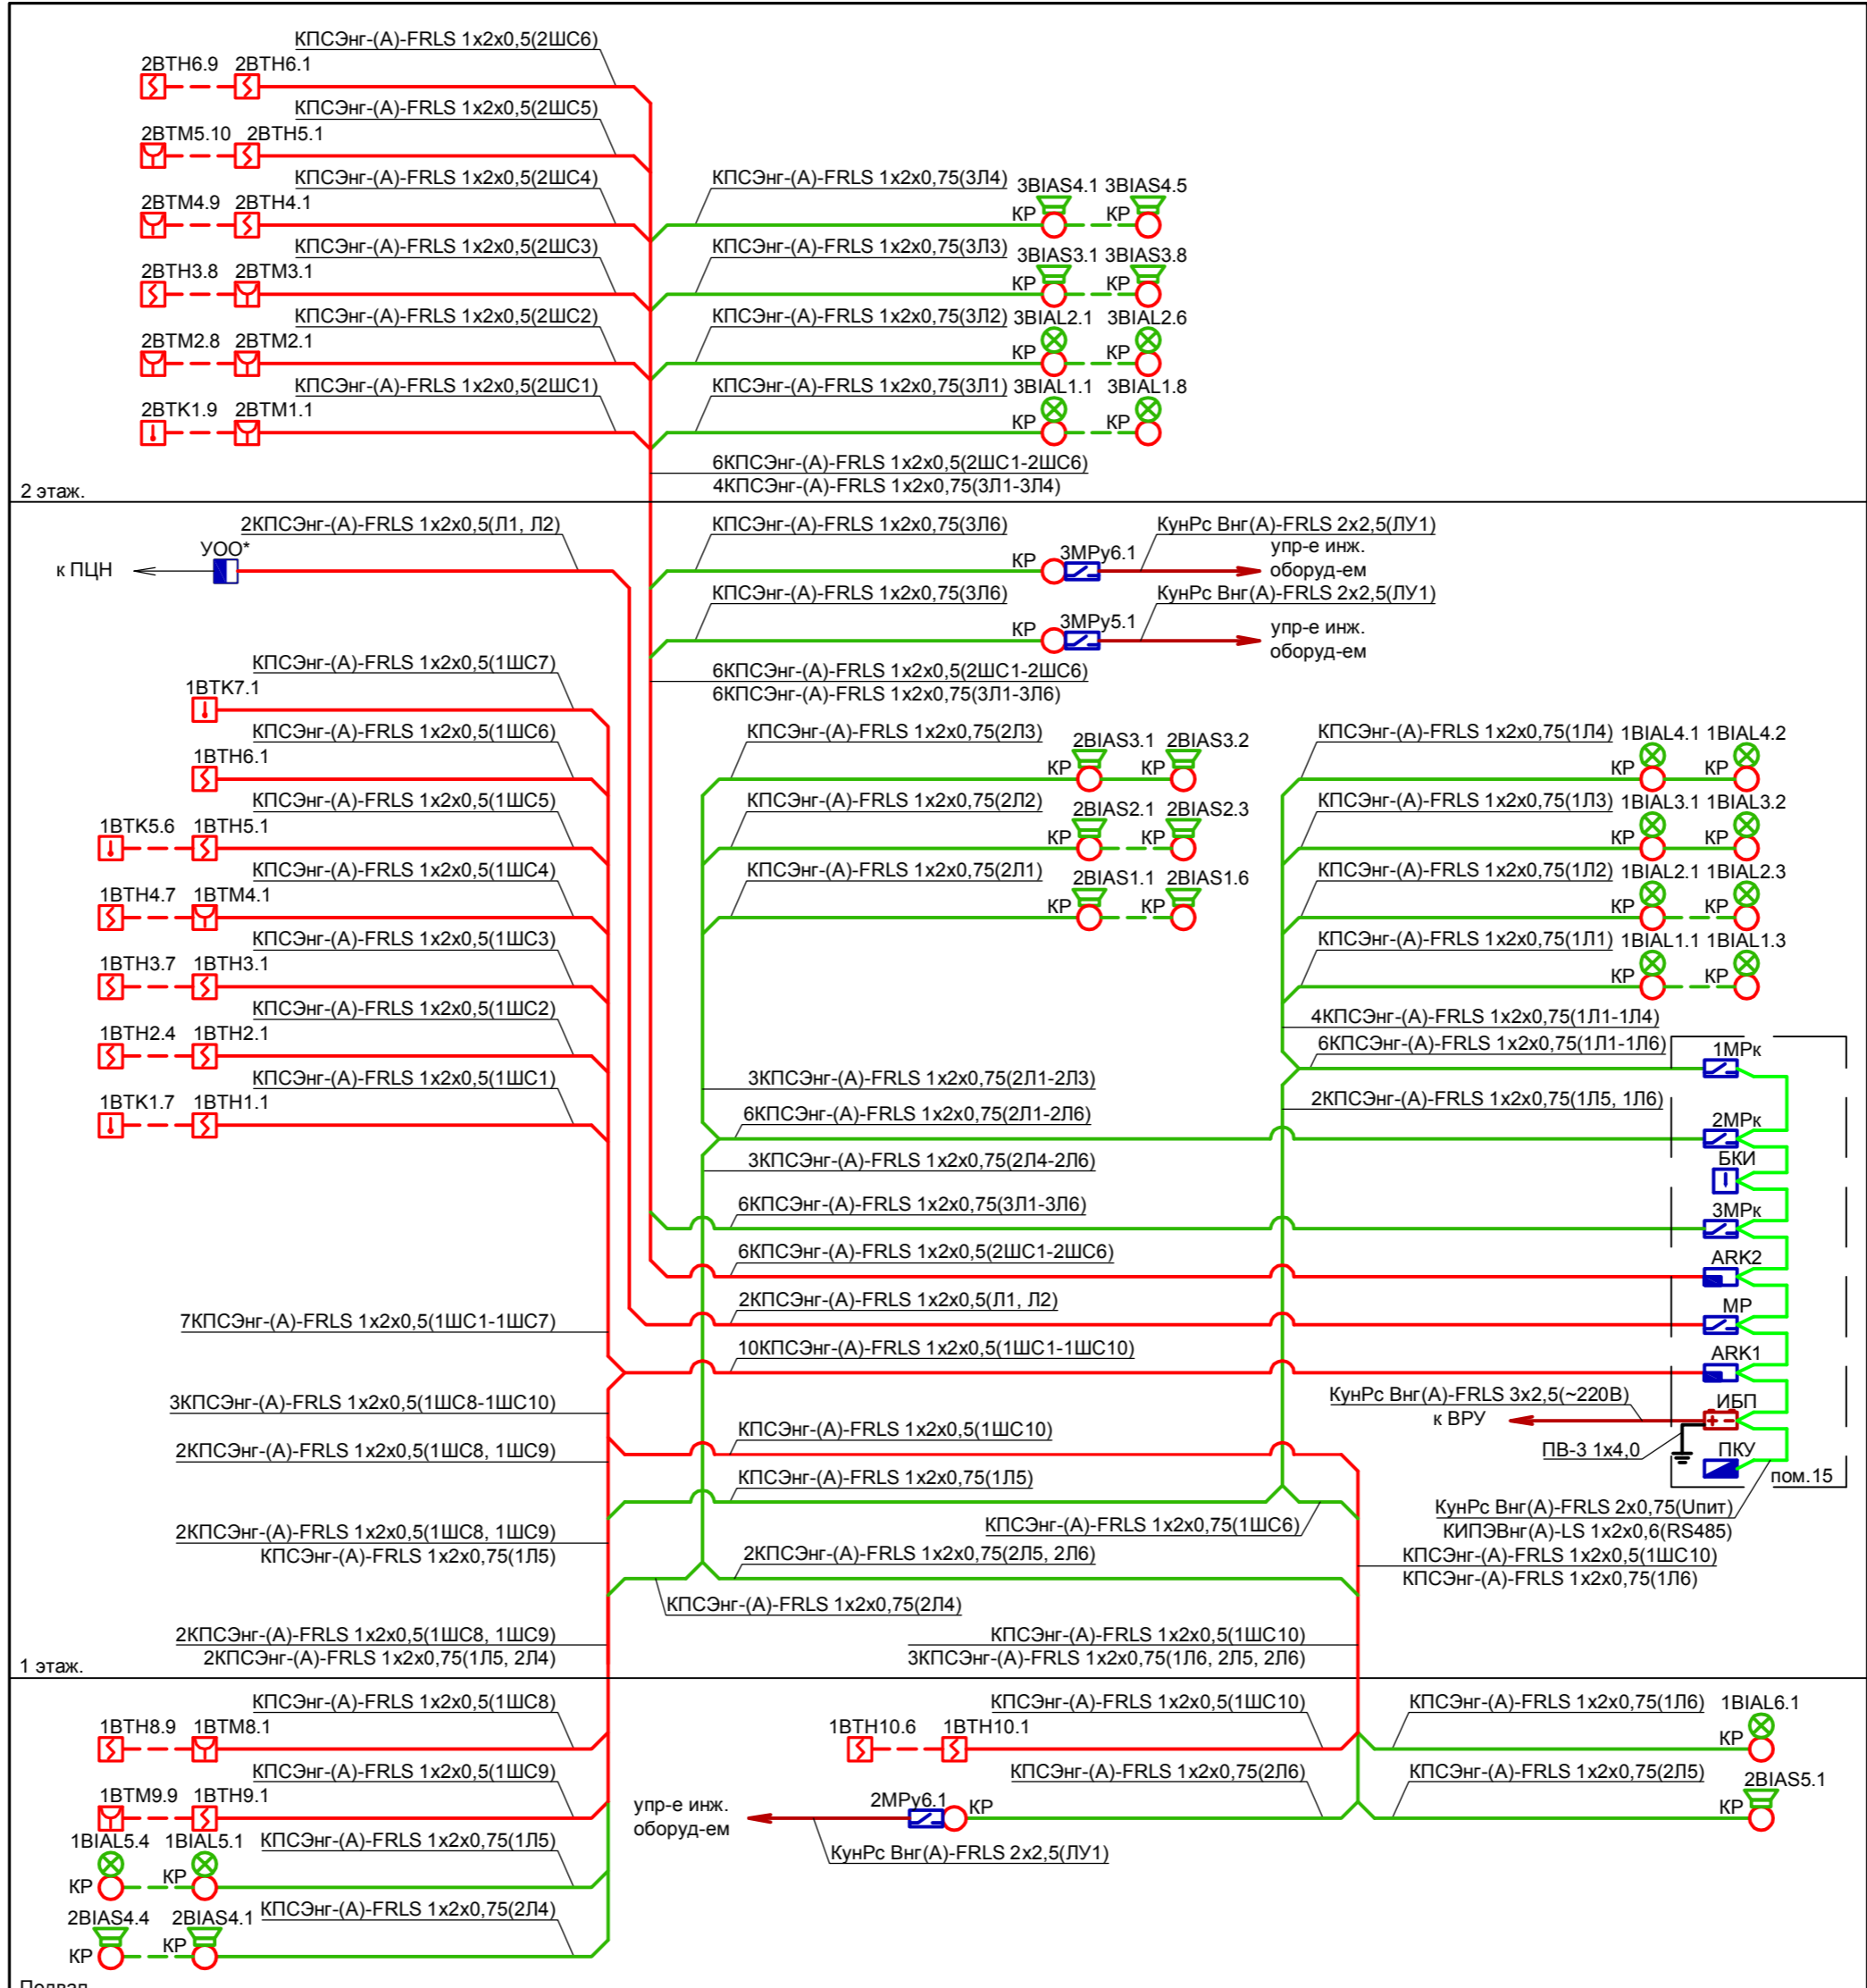 КПСЭнг-(А)-FRLS 1х2х0,5(2ШС6)
2ВТН6.9 2ВТН6.1
КПСЭнг-(А)-FRLS 1х2х0,5(2ШС5)
2ВТМ5.10 2ВТН5.1
КПСЭнг-(А)-FRLS 1х2х0,5(2ШС4)
2ВТМ4.9 2ВТН4.1
КПСЭнг-(А)-FRLS 1х2х0,5(2ШС3)
2ВТН3.8 2ВТМ3.1
КПСЭнг-(А)-FRLS 1х2х0,5(2ШС2)
2ВТМ2.8 2ВТМ2.1
КПСЭнг-(А)-FRLS 1х2х0,5(2ШС1)
2ВТК1.9 2ВТМ1.1
КПСЭнг-(А)-FRLS 1х2х0,75(3Л4)
3BIAS4.1 3BIAS4.5
КР КР
КПСЭнг-(А)-FRLS 1х2х0,75(3Л3)
3BIAS3.1 3BIAS3.8
КР КР
КПСЭнг-(А)-FRLS 1х2х0,75(3Л2)
3BIAL2.1 3BIAL2.6
КР КР
КПСЭнг-(А)-FRLS 1х2х0,75(3Л1)
3BIAL1.1 3BIAL1.8
КР КР
6КПСЭнг-(А)-FRLS 1х2х0,5(2ШС1-2ШС6)
4КПСЭнг-(А)-FRLS 1х2х0,75(3Л1-3Л4)
2 этаж.
2КПСЭнг-(А)-FRLS 1х2х0,5(Л1, Л2)
УОО*
к ПЦН
КПСЭнг-(А)-FRLS 1х2х0,75(3Л6)
КР 3МРу6.1
КунРс Внг(А)-FRLS 2х2,5(ЛУ1)
упр-е инж.
оборуд-ем
КПСЭнг-(А)-FRLS 1х2х0,75(3Л6)
КР 3МРу5.1
КунРс Внг(А)-FRLS 2х2,5(ЛУ1)
упр-е инж.
оборуд-ем
6КПСЭнг-(А)-FRLS 1х2х0,5(2ШС1-2ШС6)
6КПСЭнг-(А)-FRLS 1х2х0,75(3Л1-3Л6)
КПСЭнг-(А)-FRLS 1х2х0,5(1ШС7)
1ВТК7.1
КПСЭнг-(А)-FRLS 1х2х0,5(1ШС6)
1ВТН6.1
КПСЭнг-(А)-FRLS 1х2х0,5(1ШС5)
1ВТК5.6 1ВТН5.1
КПСЭнг-(А)-FRLS 1х2х0,5(1ШС4)
1ВТН4.7 1ВТМ4.1
КПСЭнг-(А)-FRLS 1х2х0,5(1ШС3)
1ВТН3.7 1ВТН3.1
КПСЭнг-(А)-FRLS 1х2х0,5(1ШС2)
1ВТН2.4 1ВТН2.1
КПСЭнг-(А)-FRLS 1х2х0,5(1ШС1)
1ВТК1.7 1ВТН1.1
КПСЭнг-(А)-FRLS 1х2х0,75(2Л3)
2BIAS3.1 2BIAS3.2
КР КР
КПСЭнг-(А)-FRLS 1х2х0,75(2Л2)
2BIAS2.1 2BIAS2.3
КР КР
КПСЭнг-(А)-FRLS 1х2х0,75(2Л1)
2BIAS1.1 2BIAS1.6
КР КР
КПСЭнг-(А)-FRLS 1х2х0,75(1Л4) 1BIAL4.1 1BIAL4.2
КР КР
КПСЭнг-(А)-FRLS 1х2х0,75(1Л3) 1BIAL3.1 1BIAL3.2
КР КР
КПСЭнг-(А)-FRLS 1х2х0,75(1Л2) 1BIAL2.1 1BIAL2.3
КР КР
КПСЭнг-(А)-FRLS 1х2х0,75(1Л1) 1BIAL1.1 1BIAL1.3
КР КР
4КПСЭнг-(А)-FRLS 1х2х0,75(1Л1-1Л4)
6КПСЭнг-(А)-FRLS 1х2х0,75(1Л1-1Л6)
1МРк
3КПСЭнг-(А)-FRLS 1х2х0,75(2Л1-2Л3)
2КПСЭнг-(А)-FRLS 1х2х0,75(1Л5, 1Л6)
6КПСЭнг-(А)-FRLS 1х2х0,75(2Л1-2Л6)
2МРк
3КПСЭнг-(А)-FRLS 1х2х0,75(2Л4-2Л6)
БКИ
6КПСЭнг-(А)-FRLS 1х2х0,75(3Л1-3Л6)
3МРк
6КПСЭнг-(А)-FRLS 1х2х0,5(2ШС1-2ШС6)
ARK2
2КПСЭнг-(А)-FRLS 1х2х0,5(Л1, Л2)
МР
7КПСЭнг-(А)-FRLS 1х2х0,5(1ШС1-1ШС7)
10КПСЭнг-(А)-FRLS 1х2х0,5(1ШС1-1ШС10)
ARK1
3КПСЭнг-(А)-FRLS 1х2х0,5(1ШС8-1ШС10)
КунРс Внг(А)-FRLS 3х2,5(~220В)
ИБП
к ВРУ
КПСЭнг-(А)-FRLS 1х2х0,5(1ШС10)
2КПСЭнг-(А)-FRLS 1х2х0,5(1ШС8, 1ШС9)
ПВ-3 1х4,0
ПКУ
пом.15
КПСЭнг-(А)-FRLS 1х2х0,75(1Л5)
КПСЭнг-(А)-FRLS 1х2х0,75(1ШС6)
КунРс Внг(А)-FRLS 2х0,75(Uпит)
КИПЭВнг(А)-LS 1х2х0,6(RS485)
2КПСЭнг-(А)-FRLS 1х2х0,5(1ШС8, 1ШС9)
КПСЭнг-(А)-FRLS 1х2х0,75(1Л5)
2КПСЭнг-(А)-FRLS 1х2х0,75(2Л5, 2Л6)
КПСЭнг-(А)-FRLS 1х2х0,5(1ШС10)
КПСЭнг-(А)-FRLS 1х2х0,75(1Л6)
КПСЭнг-(А)-FRLS 1х2х0,75(2Л4)
2КПСЭнг-(А)-FRLS 1х2х0,5(1ШС8, 1ШС9)
2КПСЭнг-(А)-FRLS 1х2х0,75(1Л5, 2Л4)
КПСЭнг-(А)-FRLS 1х2х0,5(1ШС10)
3КПСЭнг-(А)-FRLS 1х2х0,75(1Л6, 2Л5, 2Л6)
1 этаж.
КПСЭнг-(А)-FRLS 1х2х0,5(1ШС8)
1ВТН8.9 1ВТМ8.1
КПСЭнг-(А)-FRLS 1х2х0,5(1ШС9)
1ВТМ9.9 1ВТН9.1
1BIAL5.4 1BIAL5.1 КПСЭнг-(А)-FRLS 1х2х0,75(1Л5)
КР КР
2BIAS4.4 2BIAS4.1 КПСЭнг-(А)-FRLS 1х2х0,75(2Л4)
КР КР
КПСЭнг-(А)-FRLS 1х2х0,5(1ШС10)
1ВТН10.6 1ВТН10.1
КПСЭнг-(А)-FRLS 1х2х0,75(2Л6)
2МРу6.1 КР
упр-е инж.
оборуд-ем
КунРс Внг(А)-FRLS 2х2,5(ЛУ1)
КПСЭнг-(А)-FRLS 1х2х0,75(1Л6) 1BIAL6.1
КР
КПСЭнг-(А)-FRLS 1х2х0,75(2Л5) 2BIAS5.1
КР
Подвал